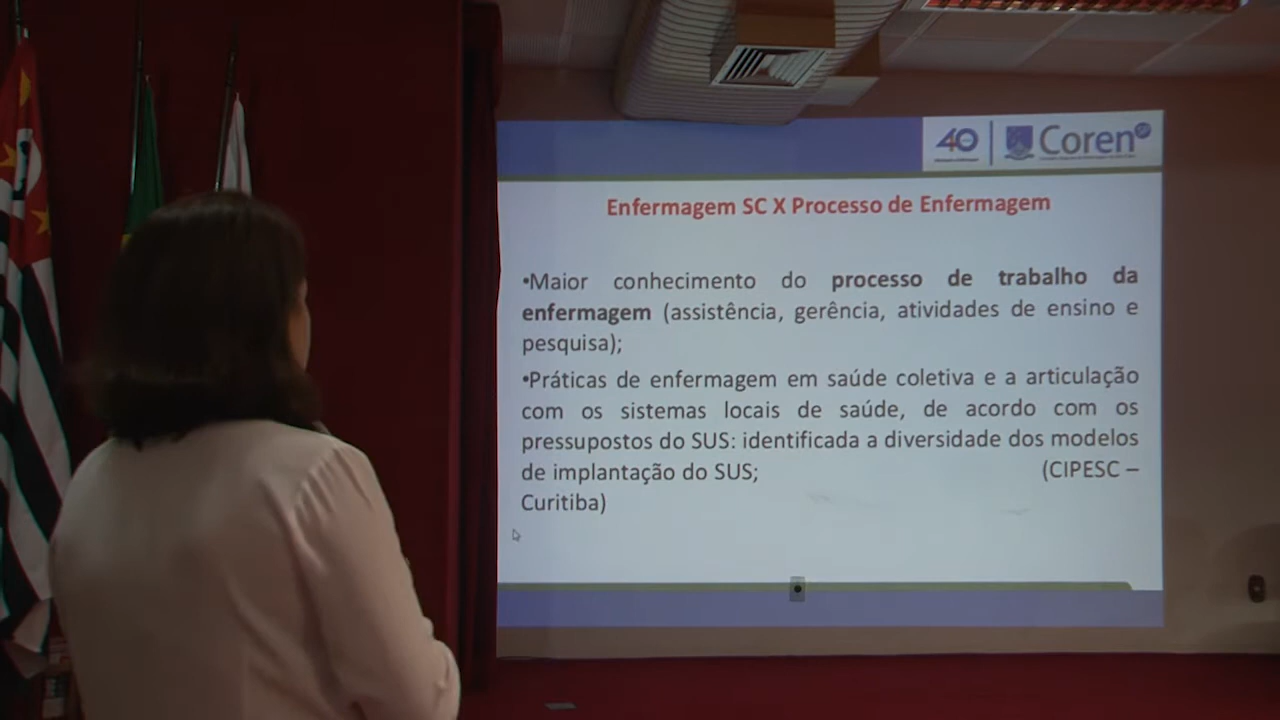 40
Coren SP
Enfermagem SC X Processo de Enfermagem
•Maior conhecimento do processo de trabalho da
enfermagem (assistência, gerência, atividades de ensino e
pesquisa);
•Práticas de enfermagem em saúde coletiva e a articulação
com os sistemas locais de saúde, de acordo com os
pressupostos do SUS: identificada a diversidade dos modelos
de implantação do SUS; (CIPESC –
Curitiba)